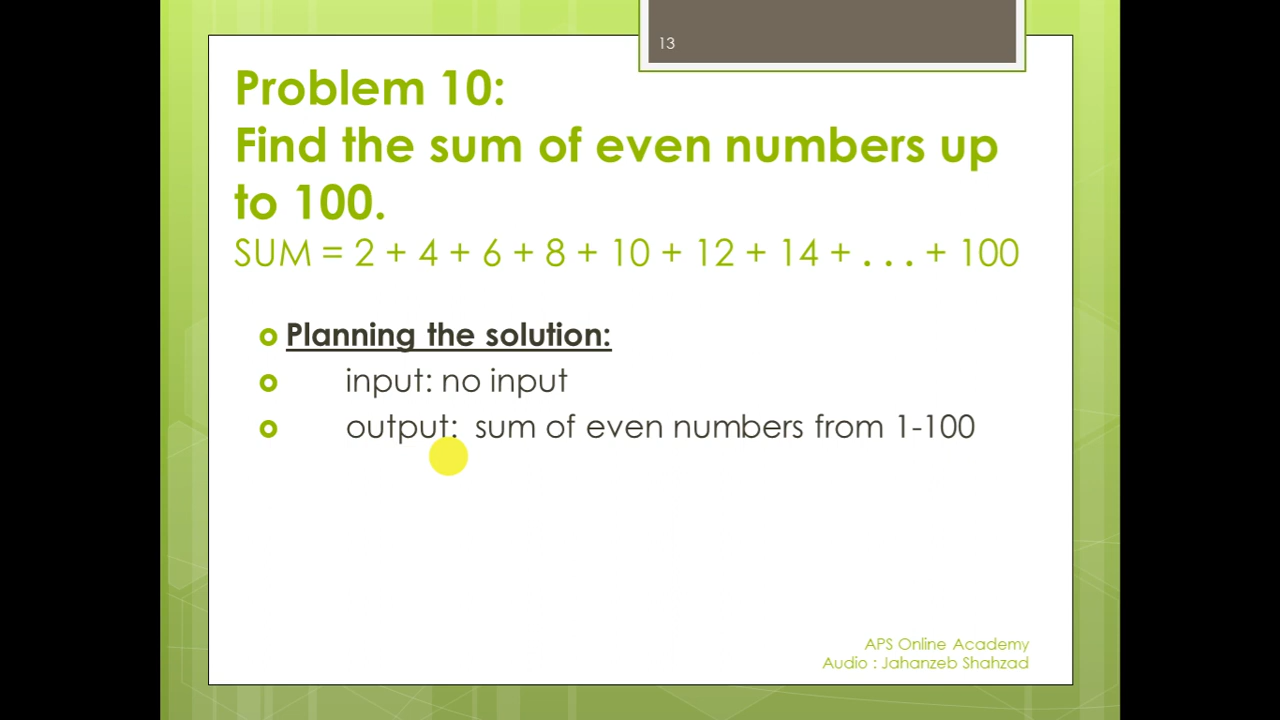 13
Problem 10:
Find the sum of even numbers up
to 100.
SUM = 2 + 4 + 6 + 8 + 10 + 12 + 14 + . . . + 100
Planning the solution:
input: no input
output: sum of even numbers from 1-100
APS Online Academy
Audio : Jahanzeb Shahzad